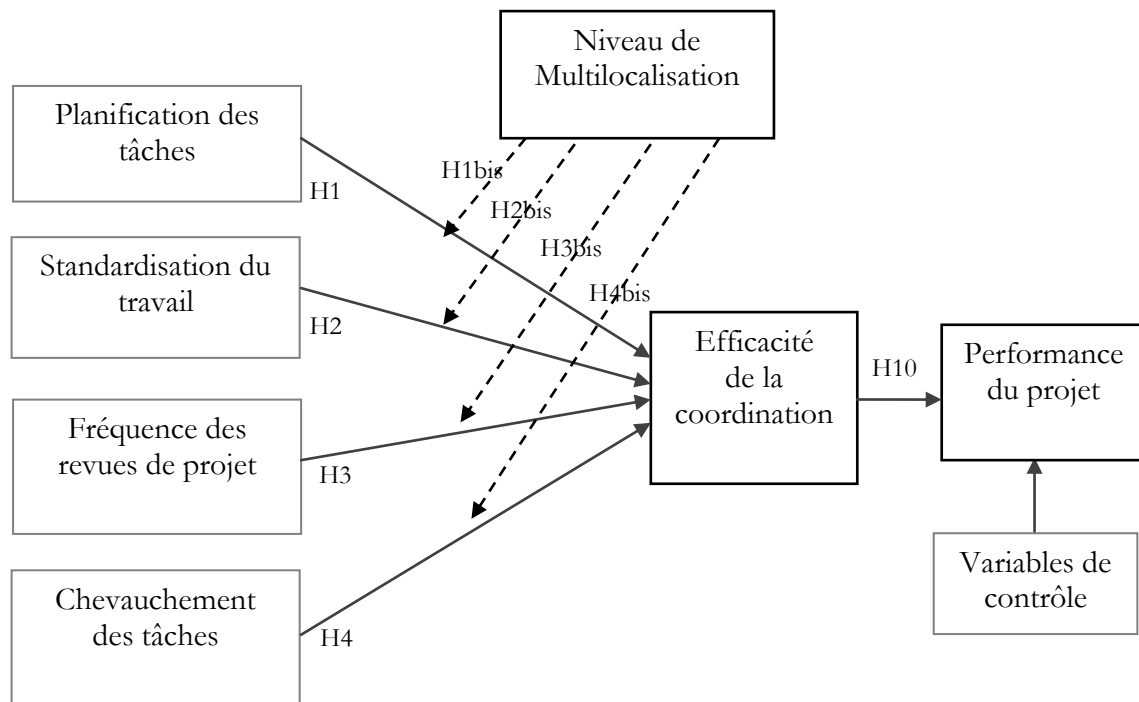 Niveau de
Multilocalisation
Planification des
tâches
H1bis
H1
H2bis
Standardisation du
travail
H3bis
H2
H4bis
Efficacité
de la
coordination
H10
Performance
du projet
Fréquence des
revues de projet
H3
Variables de
contrôle
Chevauchement
des tâches
H4